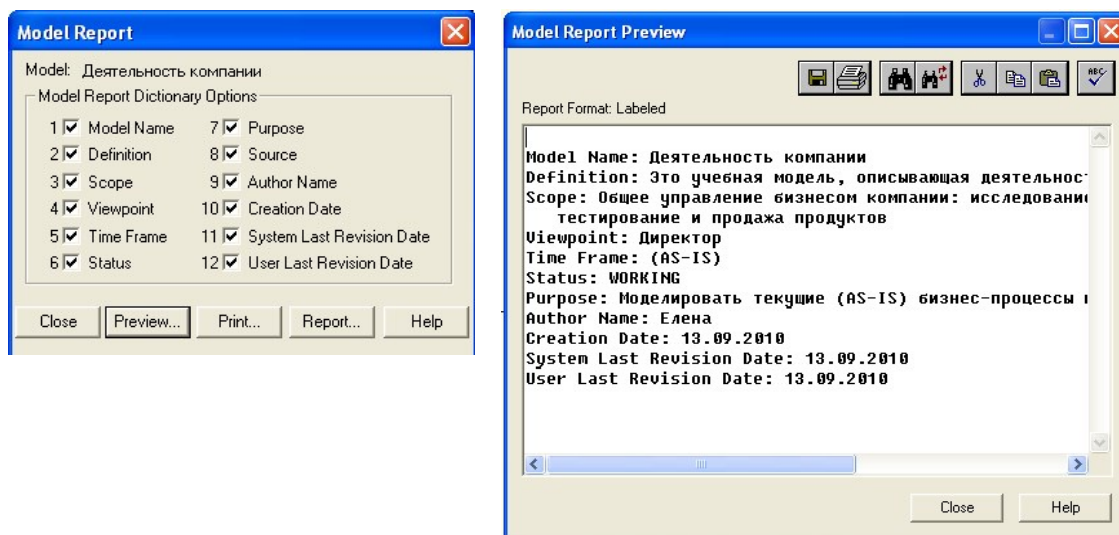 Model Report
Model: Деятельность компании
Model Report Dictionary Options
1 Model Name
2 Definition
3 Scope
4 Viewpoint
5 Time Frame
6 Status
7 Purpose
8 Source
9 Author Name
10 Creation Date
11 System Last Revision Date
12 User Last Revision Date
Close Preview... Print... Report... Help
Model Report Preview
ABC
Report Format: Labeled
Model Name: Деятельность компании
Definition: Это учебная модель, описывающая деятельност
Scope: Общее управление бизнесом компании: исследование
тестирование и продажа продуктов
Viewpoint: Директор
Time Frame: (AS-IS)
Status: WORKING
Purpose: Моделировать текущие (AS-IS) бизнес-процессы
Author Name: Елена
Creation Date: 13.09.2010
System Last Revision Date: 13.09.2010
User Last Revision Date: 13.09.2010
Close Help